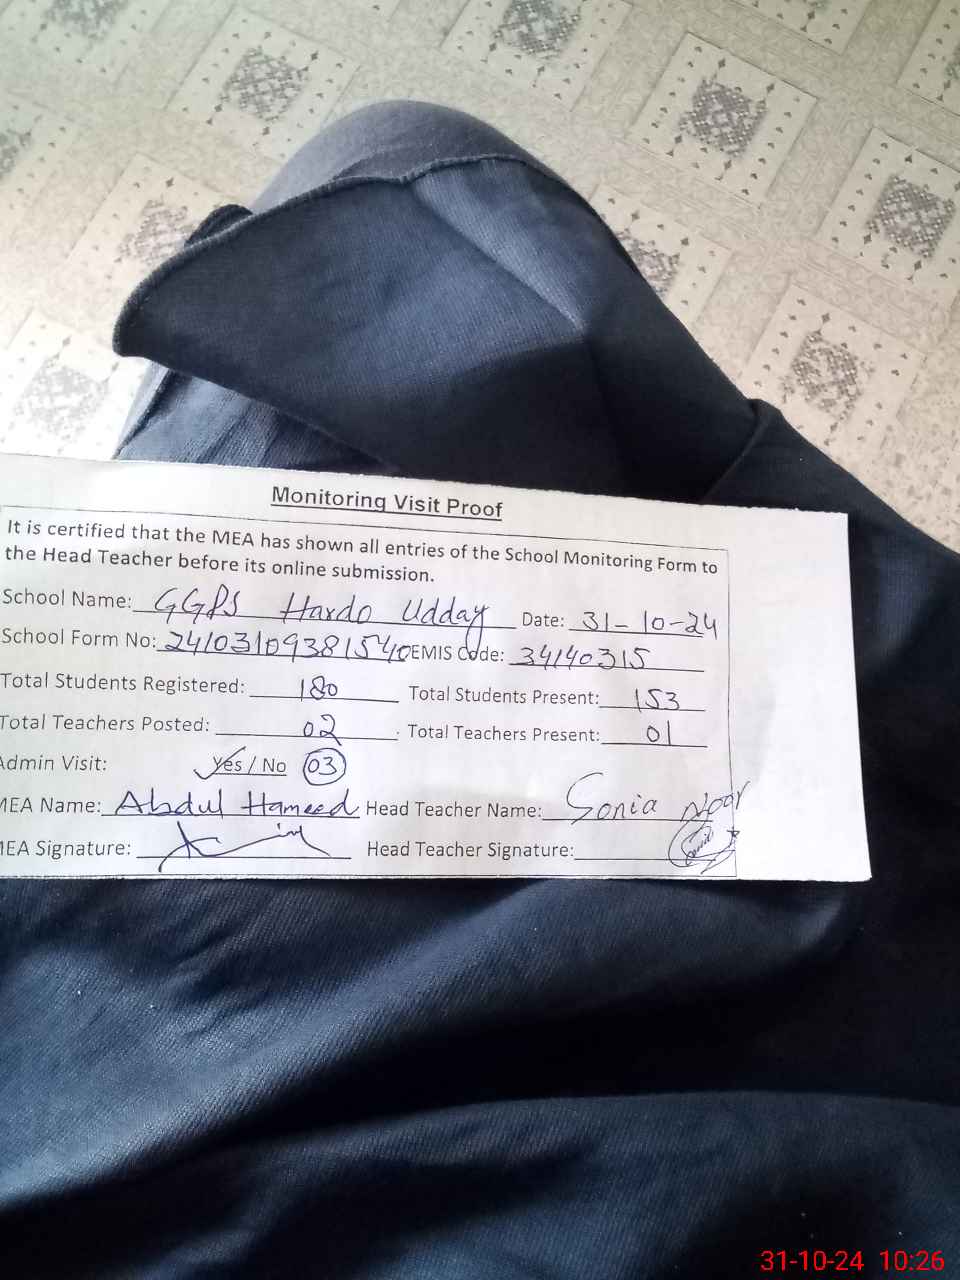 Monitoring Visit Proof
It is certified that the MEA has shown all entries of the School Monitoring Form to
the Head Teacher before its online submission.
School Name: GGPS Hardo Udday Date: 31-10-24
School Form No: 24103109381540 EMIS Code: 34140315
Total Students Registered: 180 Total Students Present: 153
Total Teachers Posted: 02 Total Teachers Present: 01
Admin Visit: Yes / No 03
MEA Name: Abdul Hameed Head Teacher Name: Sonia Noor
MEA Signature: Head Teacher Signature:
31-10-24 10:26